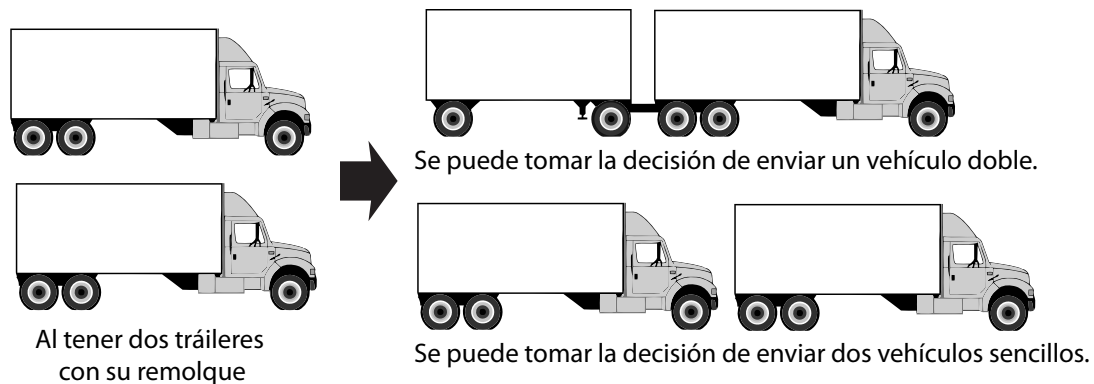 Se puede tomar la decisión de enviar un vehículo doble.
Al tener dos tráileres
con su remolque
Se puede tomar la decisión de enviar dos vehículos sencillos.